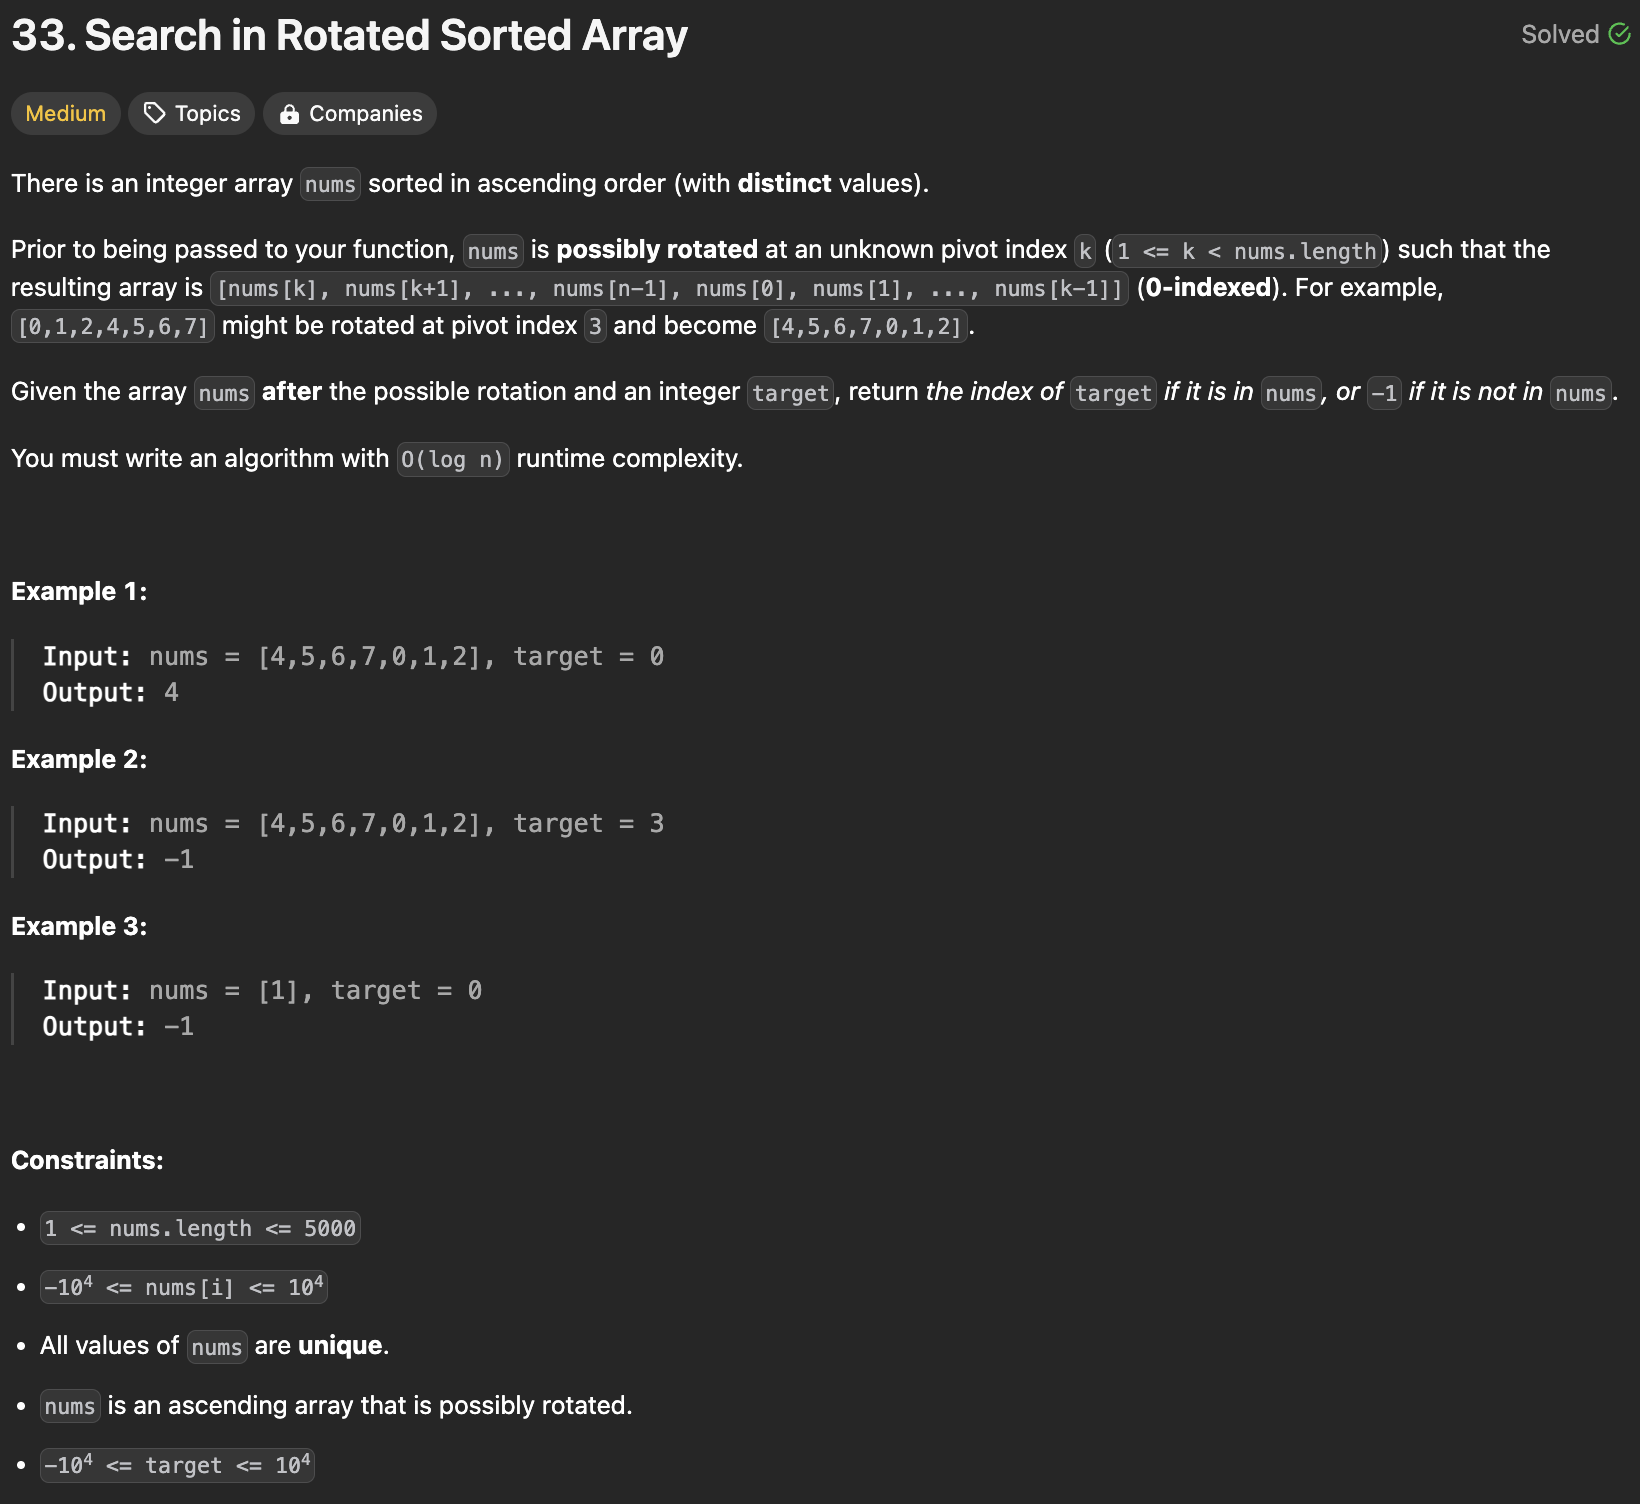 33. Search in Rotated Sorted Array
Solved
Medium Topics Companies
There is an integer array nums sorted in ascending order (with distinct values).
Prior to being passed to your function, nums is possibly rotated at an unknown pivot index k (1 <= k < nums.length) such that the
resulting array is [nums[k], nums[k+1], ..., nums[n-1], nums[0], nums[1], ..., nums[k-1]] (0-indexed). For example,
[0,1,2,4,5,6,7] might be rotated at pivot index 3 and become [4,5,6,7,0,1,2].
Given the array nums after the possible rotation and an integer target, return the index of target if it is in nums, or -1 if it is not in nums.
You must write an algorithm with O(log n) runtime complexity.
Example 1:
Input: nums = [4,5,6,7,0,1,2], target = 0
Output: 4
Example 2:
Input: nums = [4,5,6,7,0,1,2], target = 3
Output: -1
Example 3:
Input: nums = [1], target = 0
Output: -1
Constraints:
• 1 <= nums.length <= 5000
• -10⁴ <= nums[i] <= 10⁴
• All values of nums are unique.
• nums is an ascending array that is possibly rotated.
• -10⁴ <= target <= 10⁴